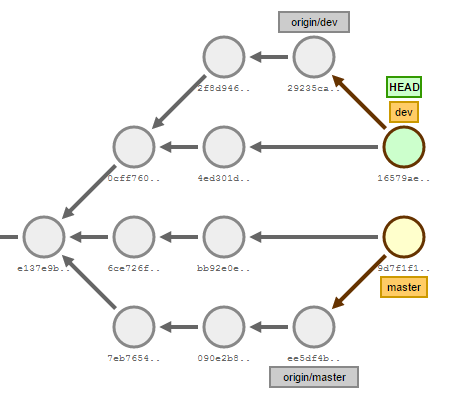 origin/dev
2f8d946..
29235ca..
HEAD
dev
0cff760..
4ed301d..
16579ae..
e137e9b..
6ce726f..
bb92e0e..
9d7f1f1..
master
7eb7654..
090e2b8..
ee5df4b..
origin/master